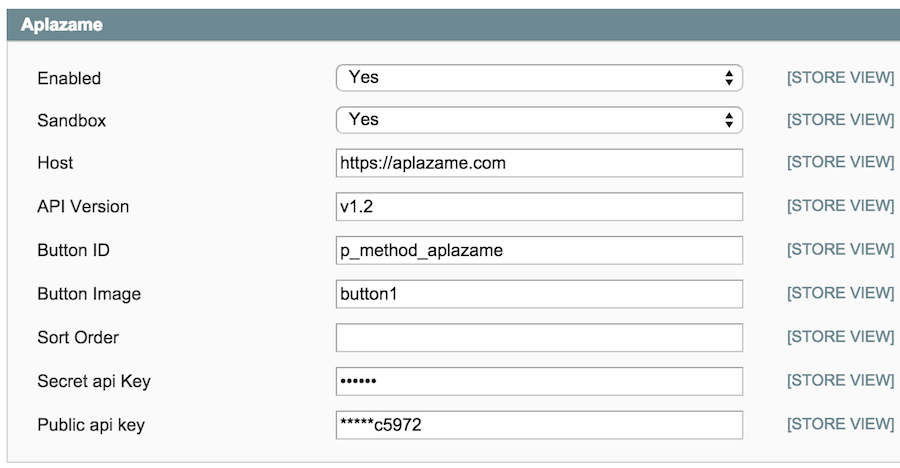 Aplazame
Enabled Yes [STORE VIEW]
Sandbox Yes [STORE VIEW]
Host https://aplazame.com [STORE VIEW]
API Version v1.2 [STORE VIEW]
Button ID p_method_aplazame [STORE VIEW]
Button Image button1 [STORE VIEW]
Sort Order [STORE VIEW]
Secret api Key •••••• [STORE VIEW]
Public api key *****c5972 [STORE VIEW]